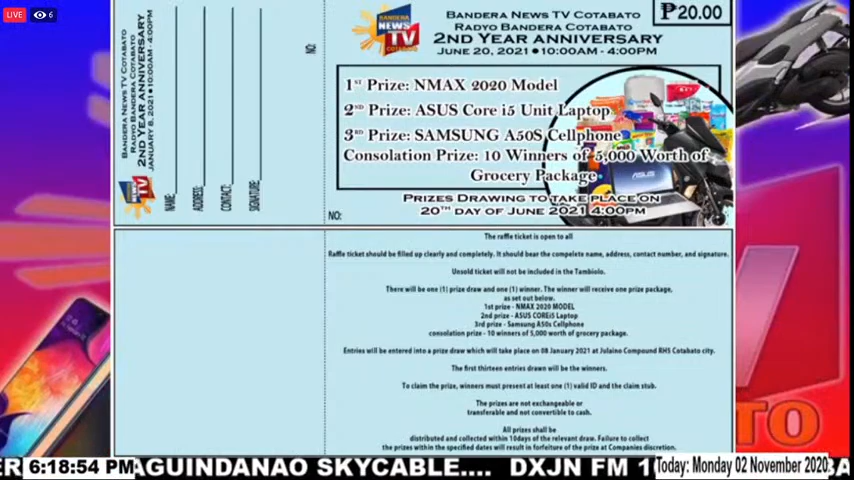 LIVE 6
BANDERA NEWS TV COTABATO
RADYO BANDERA COTABATO
2ND YEAR ANNIVERSARY
JANUARY 8, 2021 • 10:00AM - 4:00PM
NAME:
ADDRESS:
CONTACT:
SIGNATURE:
NO:
BANDERA
NEWS
TV
COTABATO
BANDERA NEWS TV COTABATO
RADYO BANDERA COTABATO
2ND YEAR ANNIVERSARY
JUNE 20, 2021 • 10:00AM - 4:00PM
₱20.00
1ST Prize: NMAX 2020 Model
2ND Prize: ASUS Core i5 Unit Laptop
3RD Prize: SAMSUNG A50S Cellphone
Consolation Prize: 10 Winners of 5,000 Worth of
Grocery Package
ASUS
NO:
PRIZES DRAWING TO TAKE PLACE ON
20TH DAY OF JUNE 2021 4:00PM
The raffle ticket is open to all
Raffle ticket should be filled up clearly and completely. It should bear the compelete name, address, contact number, and signature.
Unsold ticket will not be included in the Tambiolo.
There will be one (1) prize draw and one (1) winner. The winner will receive one prize package,
as set out below.
1st prize - NMAX 2020 MODEL
2nd prize - ASUS COREi5 Laptop
3rd prize - Samsung A50s Cellphone
consolation prize - 10 winners of 5,000 worth of grocery package.
Entries will be entered into a prize draw which will take place on 08 January 2021 at Julaino Compound RH5 Cotabato city.
The first thirteen entries drawn will be the winners.
To claim the prize, winners must present at least one (1) valid ID and the claim stub.
The prizes are not exchangeable or
transferable and not convertible to cash.
All prizes shall be
distributed and collected within 10days of the relevant draw. Failure to collect
the prizes within the specified dates will result in forfeiture of the prize at Companies discretion.
TO
ER 6:18:54 PM AGUINDANAO SKYCABLE.... DXJN FM 1 Today: Monday 02 November 2020